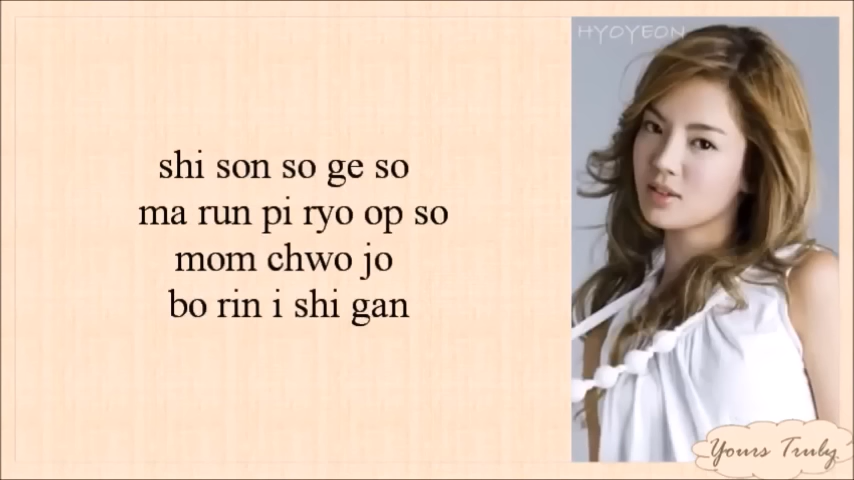 HYOYEON
shi son so ge so
ma run pi ryo op so
mom chwo jo
bo rin i shi gan
Yours Truly